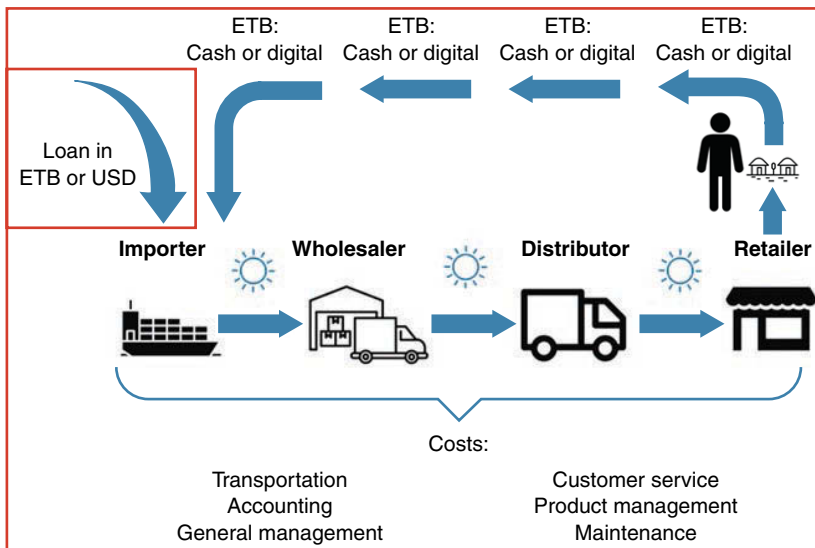 ETB:
Cash or digital
ETB:
Cash or digital
ETB:
Cash or digital
ETB:
Cash or digital
Loan in
ETB or USD
Importer
Wholesaler
Distributor
Retailer
Costs:
Transportation
Accounting
General management
Customer service
Product management
Maintenance